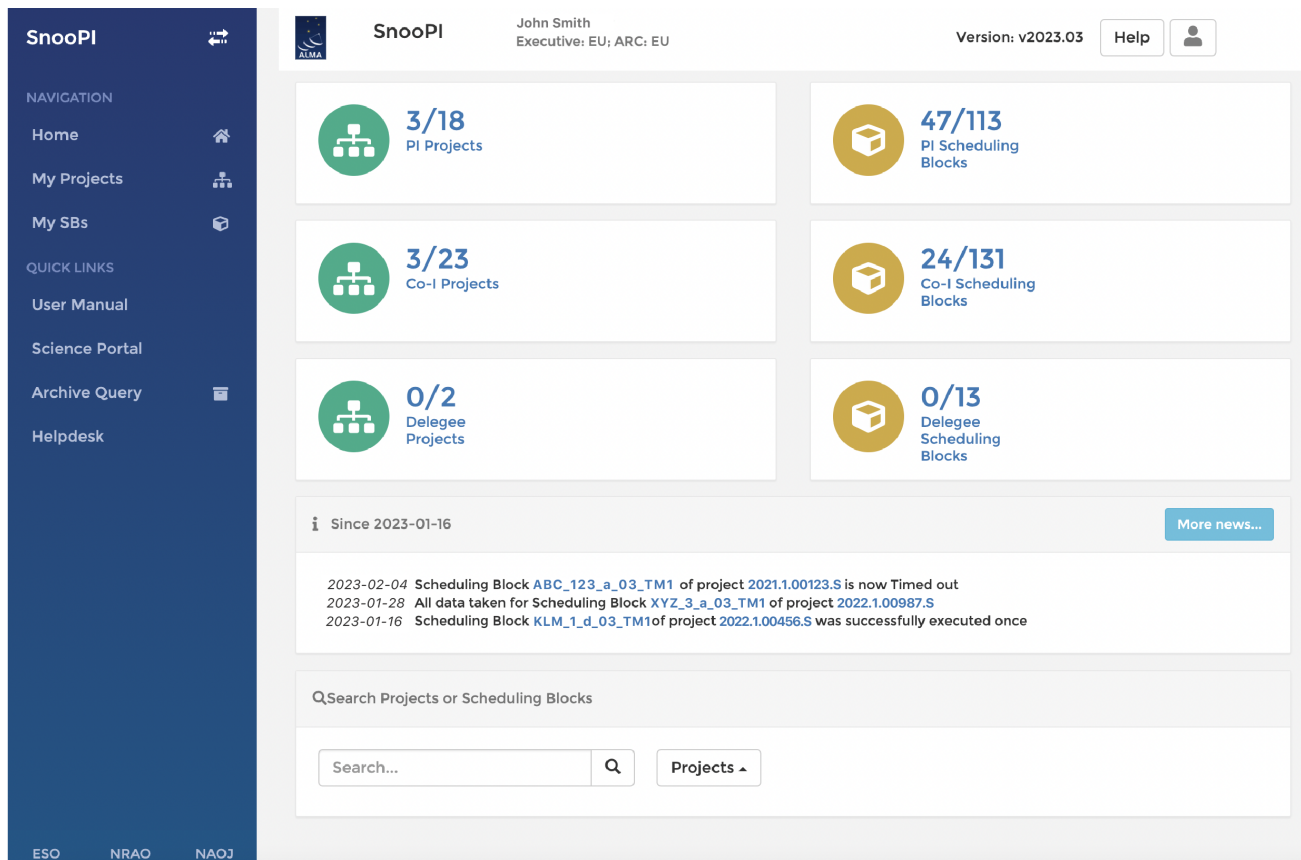 SnooPI
NAVIGATION
Home
My Projects
My SBs
QUICK LINKS
User Manual
Science Portal
Archive Query
Helpdesk
ESO NRAO NAOJ
ALMA
SnooPI
John Smith
Executive: EU; ARC: EU
Version: v2023.03
Help
3/18
PI Projects
47/113
PI Scheduling
Blocks
3/23
Co-I Projects
24/131
Co-I Scheduling
Blocks
0/2
Delegee
Projects
0/13
Delegee
Scheduling
Blocks
Since 2023-01-16
More news...
2023-02-04 Scheduling Block ABC_123_a_03_TM1 of project 2021.1.00123.S is now Timed out
2023-01-28 All data taken for Scheduling Block XYZ_3_a_03_TM1 of project 2022.1.00987.S
2023-01-16 Scheduling Block KLM_1_d_03_TM1of project 2022.1.00456.S was successfully executed once
Search Projects or Scheduling Blocks
Search...
Projects